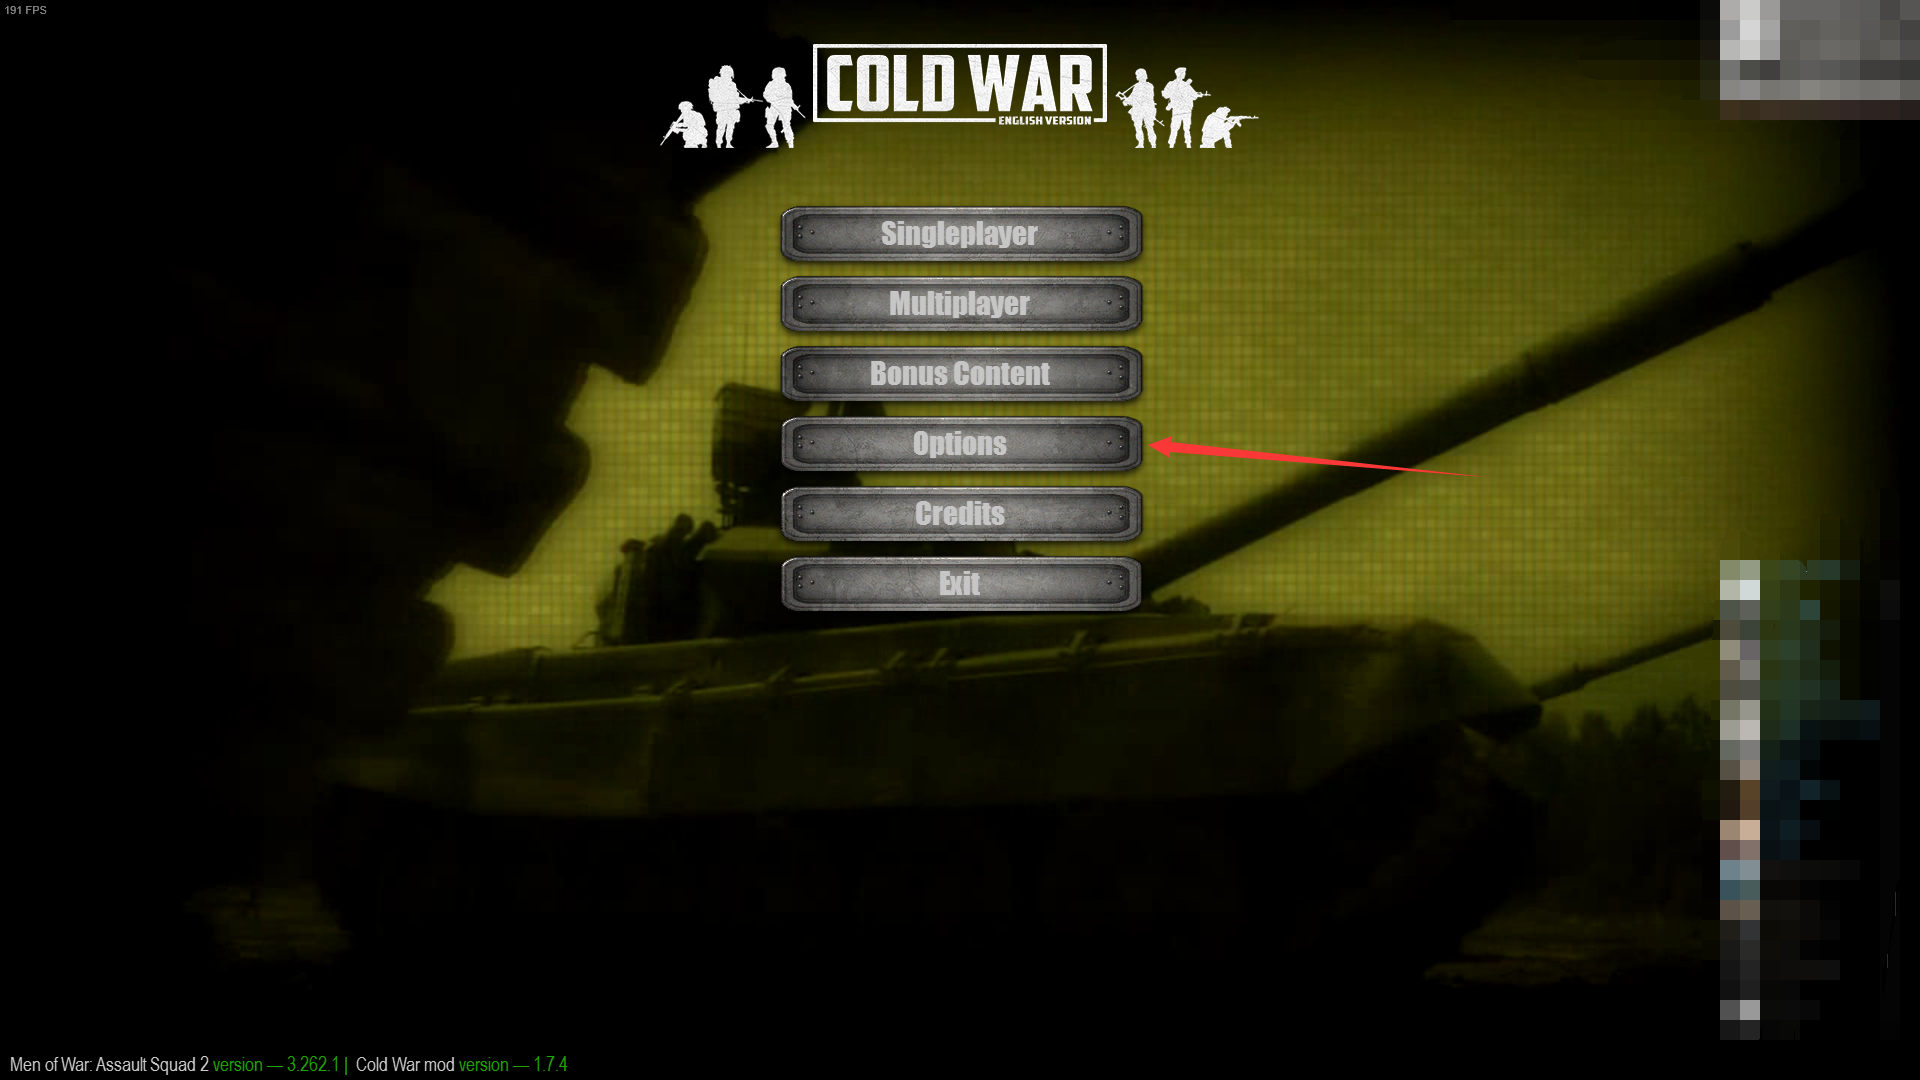 191 FPS
COLD WAR
ENGLISH VERSION
Singleplayer
Multiplayer
Bonus Content
Options
Credits
Exit
Men of War: Assault Squad 2 version — 3.262.1 | Cold War mod version — 1.7.4